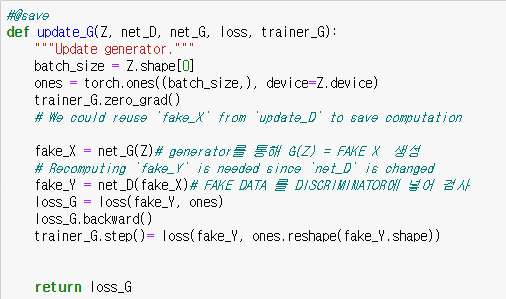 #@save
def update_G(Z, net_D, net_G, loss, trainer_G):
    """Update generator."""
    batch_size = Z.shape[0]
    ones = torch.ones((batch_size,), device=Z.device)
    trainer_G.zero_grad()
    # We could reuse `fake_X` from `update_D` to save computation
    fake_X = net_G(Z)# generator를 통해 G(Z) = FAKE X  생성
    # Recomputing `fake_Y` is needed since `net_D` is changed
    fake_Y = net_D(fake_X)# FAKE DATA 를 DISCRIMINATOR에 넣어 검사
    loss_G = loss(fake_Y, ones)
    loss_G.backward()
    trainer_G.step()= loss(fake_Y, ones.reshape(fake_Y.shape))
    return loss_G